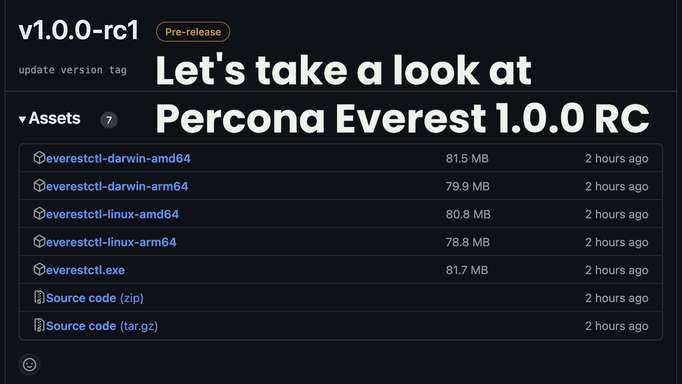 v1.0.0-rc1 Pre-release
update version tag
Let's take a look at
Percona Everest 1.0.0 RC
▾Assets 7
everestctl-darwin-amd64 81.5 MB 2 hours ago
everestctl-darwin-arm64 79.9 MB 2 hours ago
everestctl-linux-amd64 80.8 MB 2 hours ago
everestctl-linux-arm64 78.8 MB 2 hours ago
everestctl.exe 81.7 MB 2 hours ago
Source code (zip) 2 hours ago
Source code (tar.gz) 2 hours ago